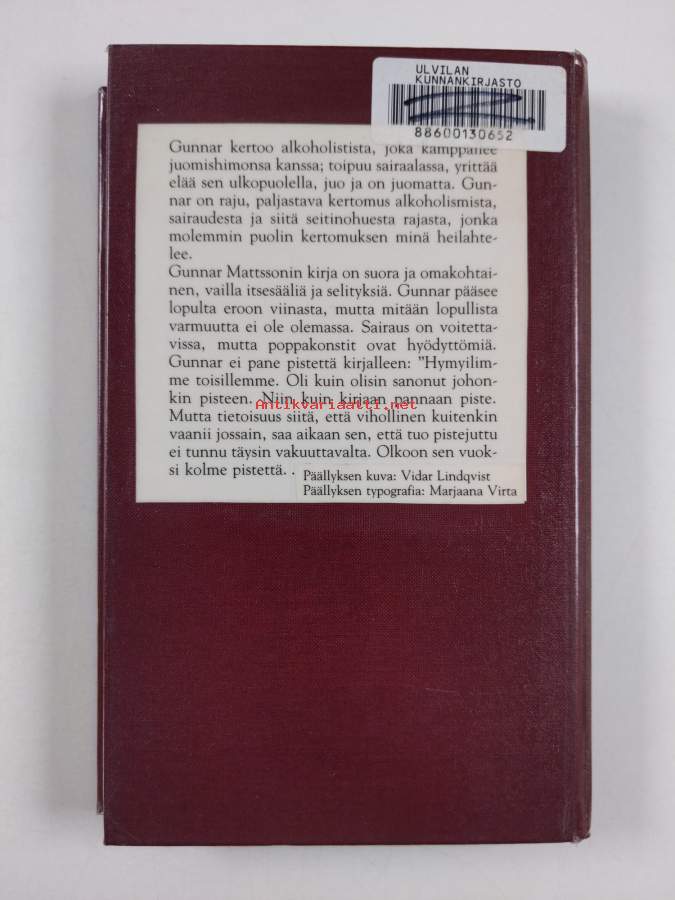 ULVILAN
KUNNANKIRJASTO
88600130652
Gunnar kertoo alkoholistista, joka kamppailee
juomishimonsa kanssa; toipuu sairaalassa, yrittää
elää sen ulkopuolella, juo ja on juomatta. Gun-
nar on raju, paljastava kertomus alkoholismista,
sairaudesta ja siitä seitinohuesta rajasta, jonka
molemmin puolin kertomuksen minä heilahte-
lee.
Gunnar Mattssonin kirja on suora ja omakohtai-
nen, vailla itsesääliä ja selityksiä. Gunnar pääsee
lopulta eroon viinasta, mutta mitään lopullista
varmuutta ei ole olemassa. Sairaus on voitetta-
vissa, mutta poppakonstit ovat hyödyttömiä.
Gunnar ei pane pistettä kirjalleen: "Hymyilim-
me toisillemme. Oli kuin olisin sanonut johon-
kin pisteen. Niin kuin kirjaan pannaan piste.
Antikvariaatti.net
Mutta tietoisuus siitä, että vihollinen kuitenkin
vaanii jossain, saa aikaan sen, että tuo pistejuttu
ei tunnu täysin vakuuttavalta. Olkoon sen vuok-
si kolme pistettä. .
Päällyksen kuva: Vidar Lindqvist
Päällyksen typografia: Marjaana Virta